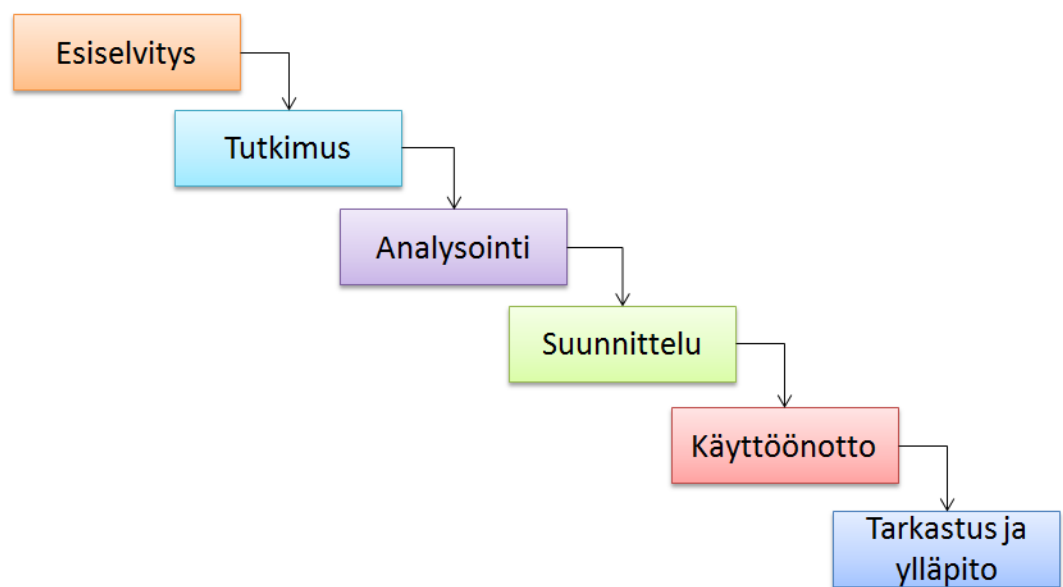 Esiselvitys
Tutkimus
Analysointi
Suunnittelu
Käyttöönotto
Tarkastus ja
ylläpito